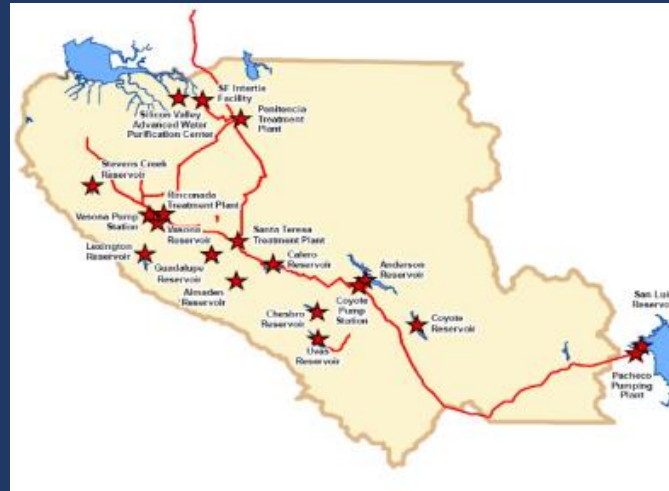 SF Intertie
Facility
Silicon Valley
Advanced Water
Purification Center
Penitencia
Treatment
Plant
Stevens Creek
Reservoir
Rinconada
Treatment Plant
Vasona Pump
Station
Vasona
Reservoir
Santa Teresa
Treatment Plant
Lexington
Reservoir
Guadalupe
Reservoir
Calero
Reservoir
Almaden
Reservoir
Anderson
Reservoir
Coyote
Pump
Station
Chesbro
Reservoir
Coyote
Reservoir
Uvas
Reservoir
San Lui
Reservo
Pacheco
Pumping
Plant